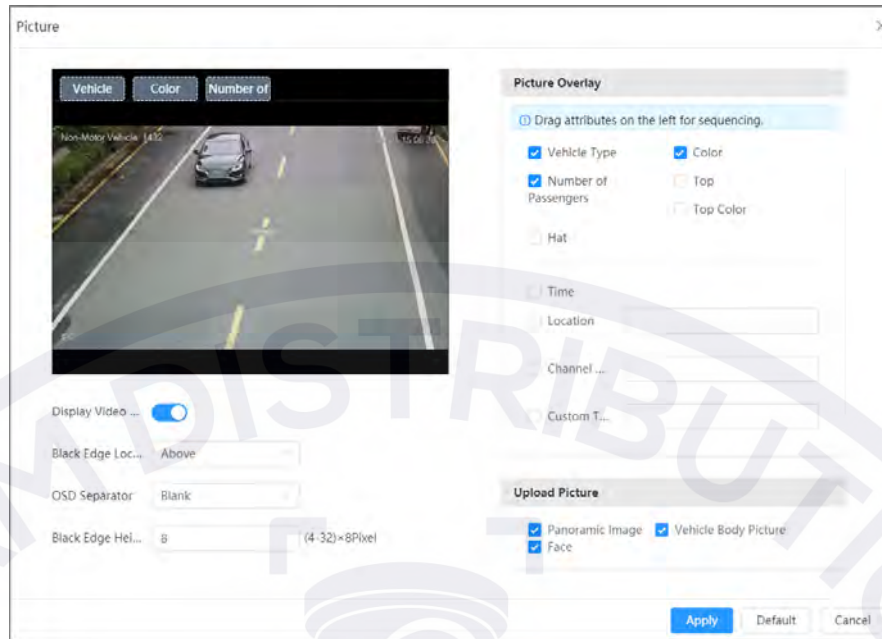 Picture
Vehicle Color Number of
Non-Motor Vehicle 1432
Picture Overlay
Drag attributes on the left for sequencing.
Vehicle Type Color
Number of Passengers Top
Top Color
Hat
Time
Location
Channel ...
Custom T...
Display Video ...
Black Edge Loc... Above
OSD Separator Blank
Black Edge Hei... 8 (4-32)×8Pixel
Upload Picture
Panoramic Image Vehicle Body Picture
Face
Apply Default Cancel
M DISTRIBUTI